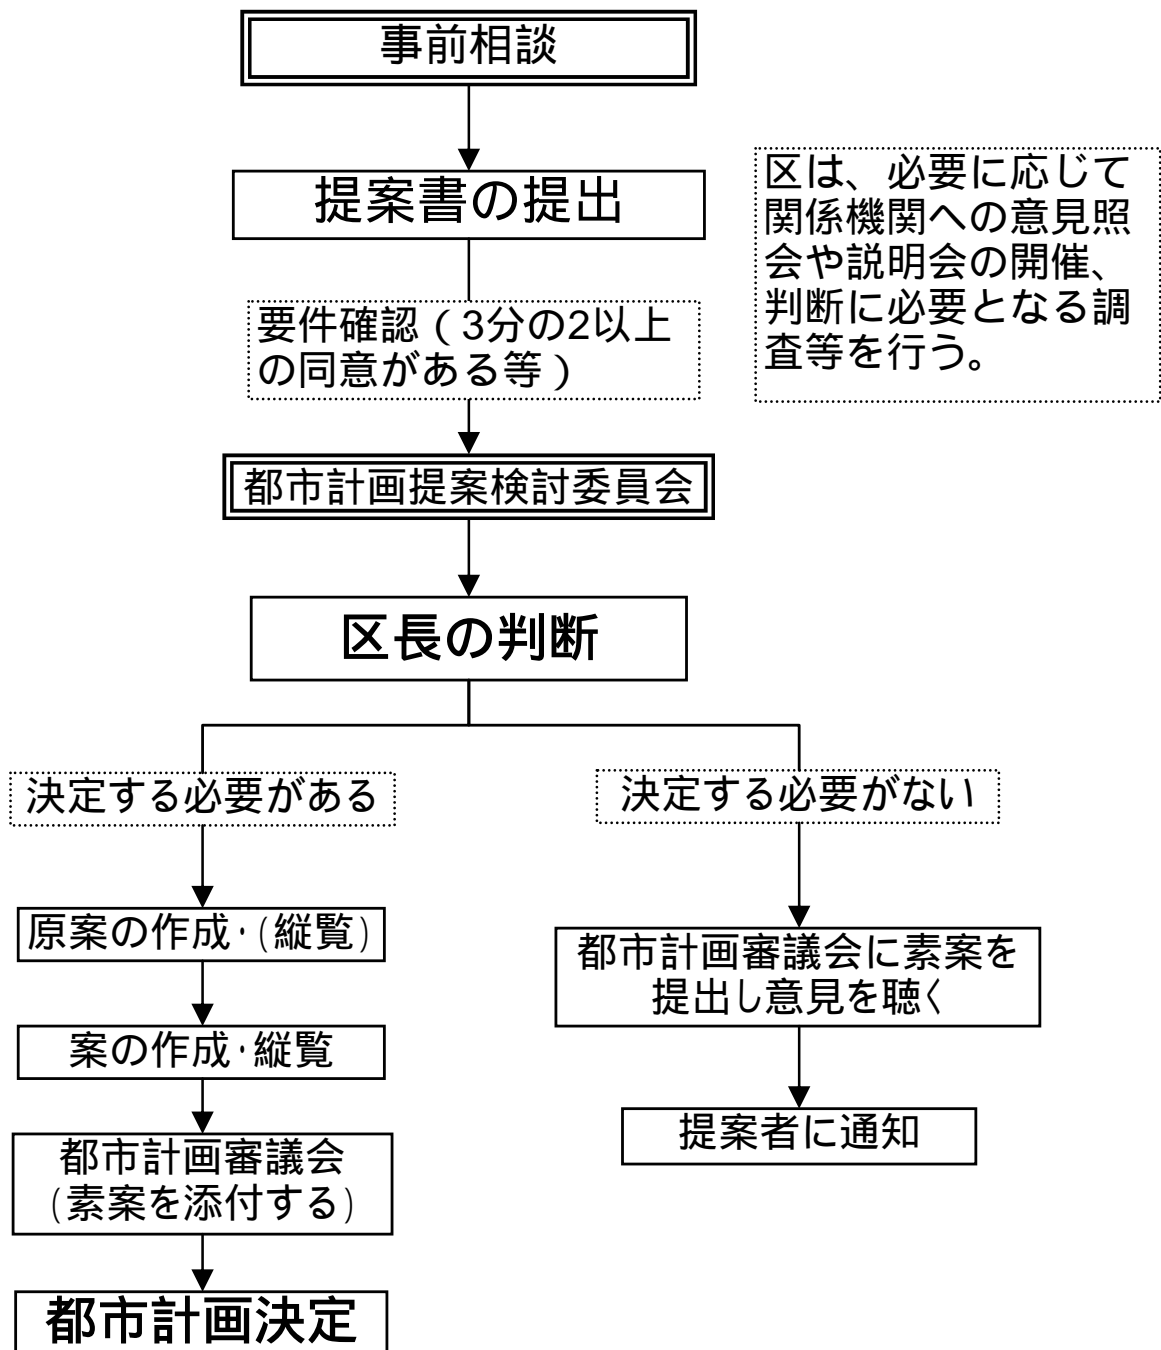 事前相談
提案書の提出
区は、必要に応じて
関係機関への意見照
会や説明会の開催、
判断に必要となる調
査等を行う。
要件確認（3分の2以上
の同意がある等）
都市計画提案検討委員会
区長の判断
決定する必要がある
決定する必要がない
原案の作成・(縦覧)
案の作成・縦覧
都市計画審議会
(素案を添付する)
都市計画決定
都市計画審議会に素案を
提出し意見を聴く
提案者に通知